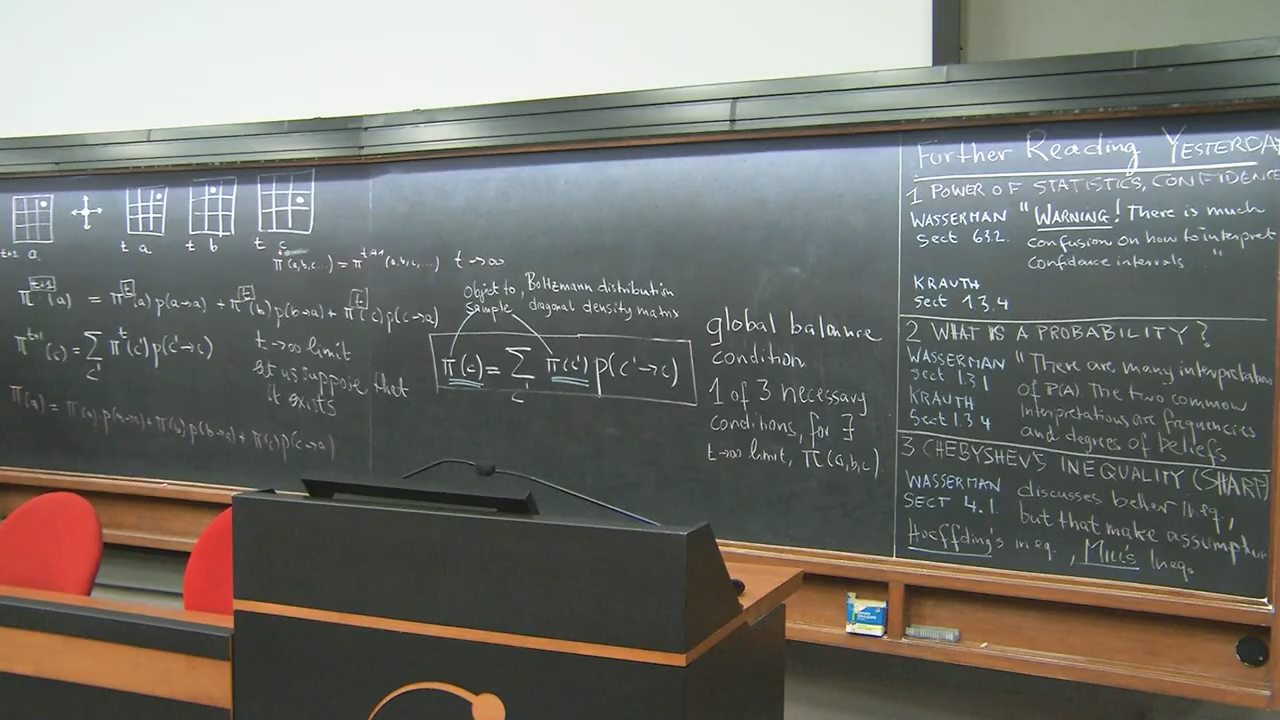 t+1 a
t a
t b
t c
π^t(a,b,c,...) = π^{t+1}(a,b,c,...) t→∞
π^{t+1}(a) = π^t(a) p(a→a) + π^t(b) p(b→a) + π^t(c) p(c→a)
π^{t+1}(c) = Σ_{c'} π^t(c') p(c'→c)
t→∞ limit
let us suppose that
it exists
π(a) = π(a) p(a→a) + π(b) p(b→a) + π(c) p(c→a)
Object to
sample
Boltzmann distribution
diagonal density matrix
π(c) = Σ_{c'} π(c') p(c'→c)
global balance
condition
1 of 3 necessary
conditions, for ∃
t→∞ limit, π(a,b,c)
Further Reading YESTERDA
1 POWER OF STATISTICS, CONFIDENCE
WASSERMAN "WARNING! There is much
Sect 6.3.2. confusion on how to interpret
confidence intervals..."
KRAUTH
Sect 1.3.4
2 WHAT IS A PROBABILITY?
WASSERMAN "There are many interpretations
Sect 1.3.1 of P(A). The two common
KRAUTH interpretations are frequencies
Sect 1.3.4 and degrees of beliefs
3 CHEBYSHEV'S INEQUALITY (SHARP)
WASSERMAN discusses better ineq,
SECT 4.1. but that make assumption
Hoeffding's ineq, Mill's Ineq.